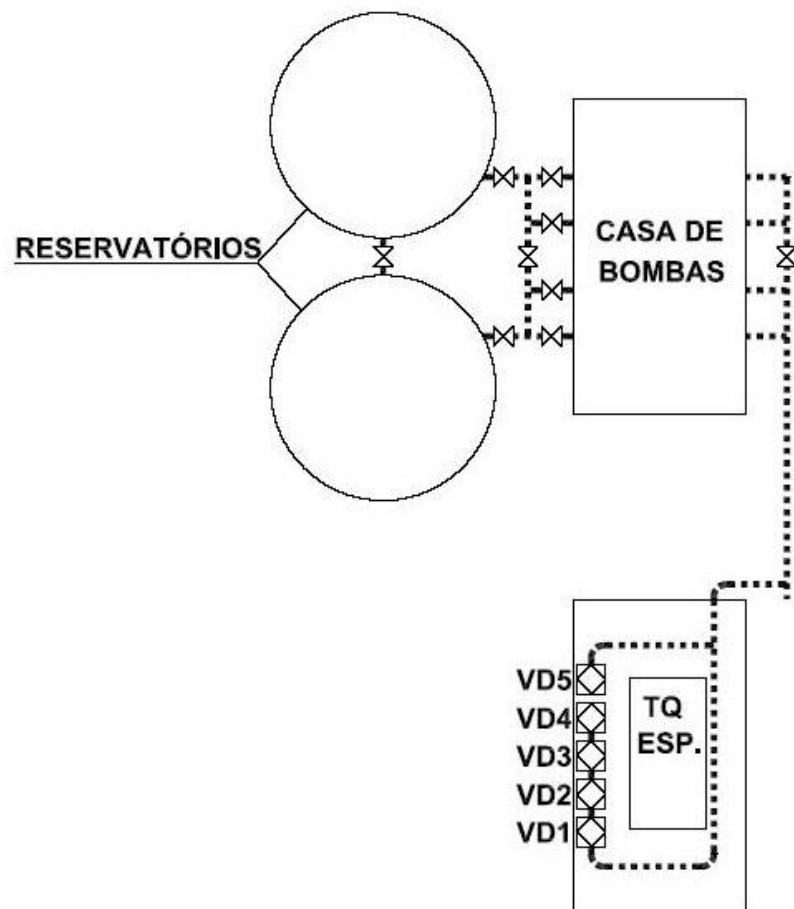 RESERVATÓRIOS
CASA DE
BOMBAS
VD5
VD4
VD3
VD2
VD1
TQ
ESP.